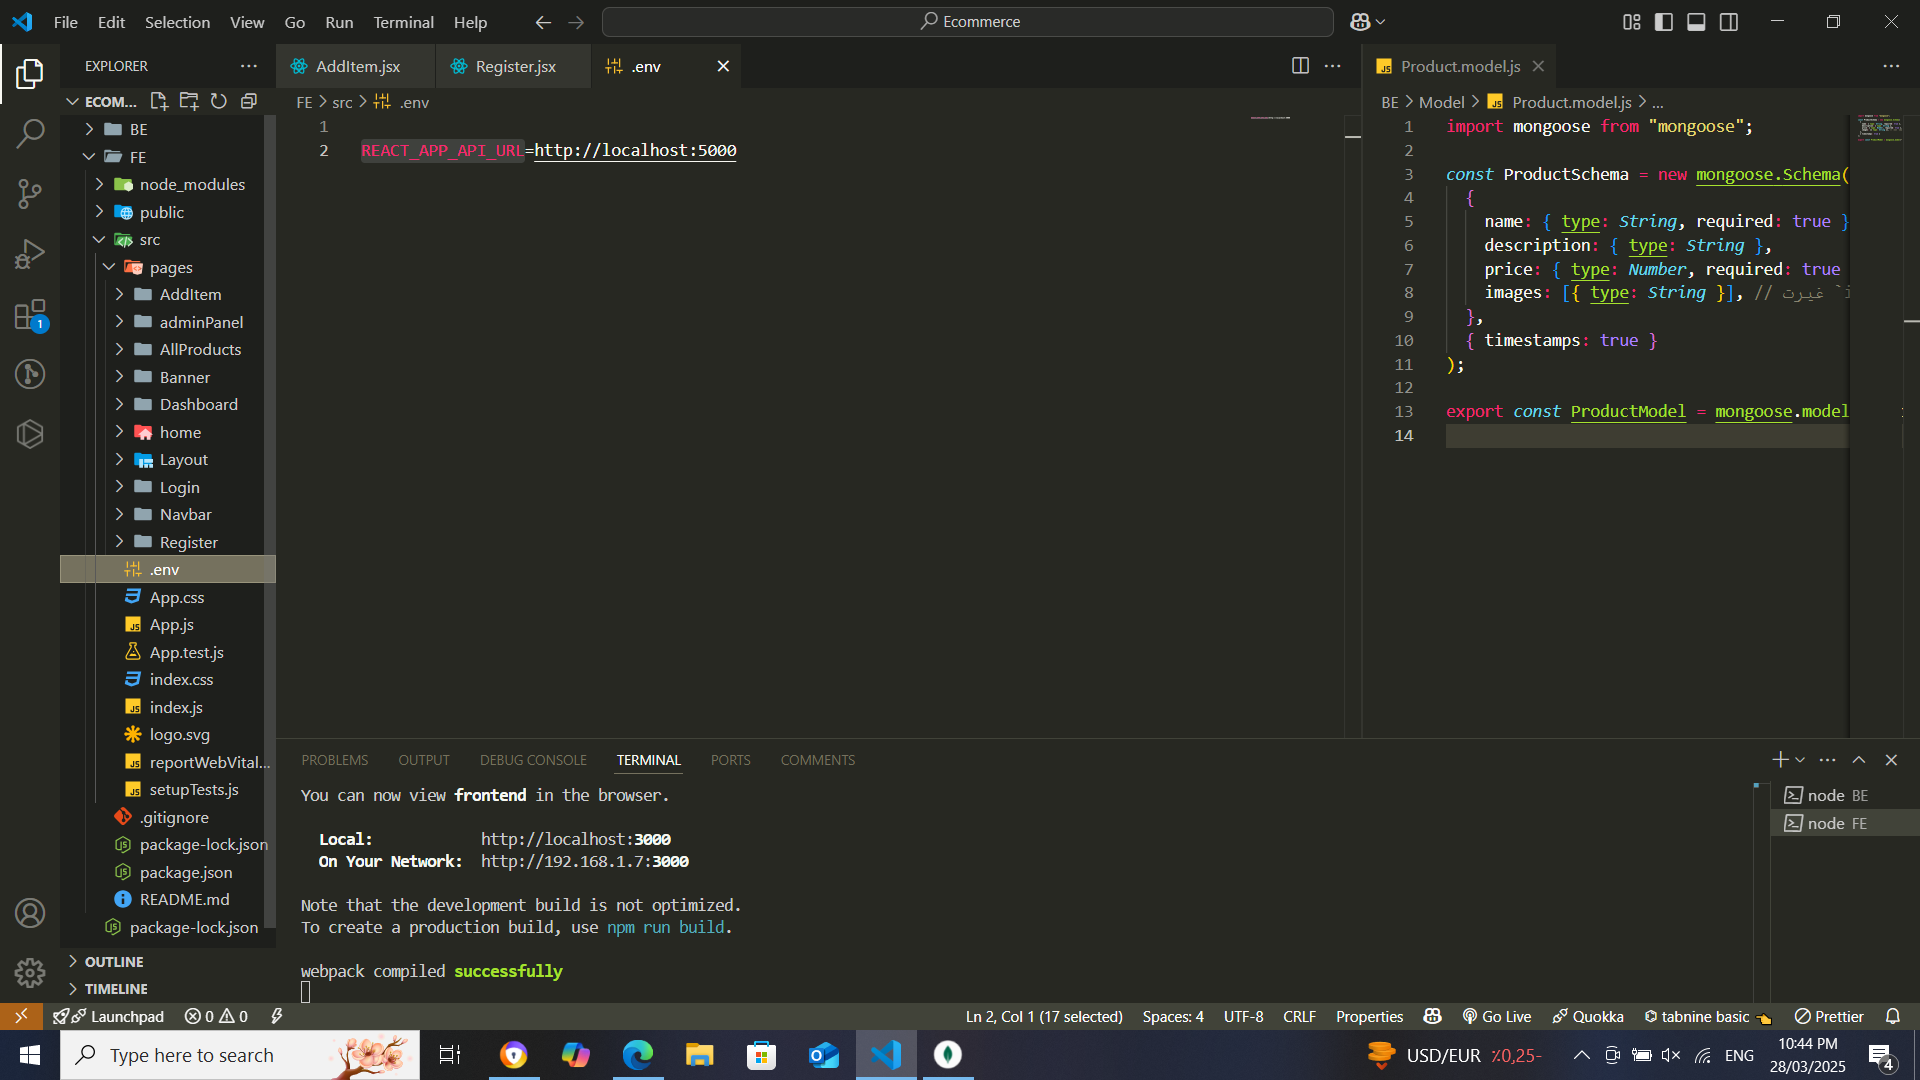 File Edit Selection View Go Run Terminal Help
Ecommerce
EXPLORER
ECOM...
BE
FE
node_modules
public
src
pages
AddItem
adminPanel
AllProducts
Banner
Dashboard
home
Layout
Login
Navbar
Register
.env
App.css
App.js
App.test.js
index.css
index.js
logo.svg
reportWebVital...
setupTests.js
.gitignore
package-lock.json
package.json
README.md
package-lock.json
OUTLINE
TIMELINE
1
AddItem.jsx Register.jsx .env
FE > src > .env
1
2 REACT_APP_API_URL=http://localhost:5000
Product.model.js
BE > Model > Product.model.js > ...
1 import mongoose from "mongoose";
2
3 const ProductSchema = new mongoose.Schema(
4 {
5 name: { type: String, required: true }
6 description: { type: String },
7 price: { type: Number, required: true
8 images: [{ type: String }], // غيرت `i
9 },
10 { timestamps: true }
11 );
12
13 export const ProductModel = mongoose.model
14
PROBLEMS OUTPUT DEBUG CONSOLE TERMINAL PORTS COMMENTS
You can now view frontend in the browser.
Local: http://localhost:3000
On Your Network: http://192.168.1.7:3000
Note that the development build is not optimized.
To create a production build, use npm run build.
webpack compiled successfully
node BE
node FE
Launchpad 0 0 Ln 2, Col 1 (17 selected) Spaces: 4 UTF-8 CRLF Properties Go Live Quokka tabnine basic Prettier
Type here to search
USD/EUR ٪0,25-
ENG
10:44 PM
28/03/2025
4